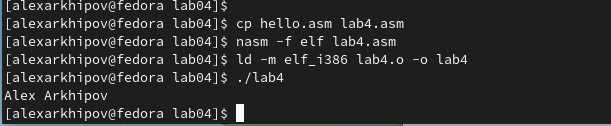 [alexarkhipov@fedora lab04]$
[alexarkhipov@fedora lab04]$ cp hello.asm lab4.asm
[alexarkhipov@fedora lab04]$ nasm -f elf lab4.asm
[alexarkhipov@fedora lab04]$ ld -m elf_i386 lab4.o -o lab4
[alexarkhipov@fedora lab04]$ ./lab4
Alex Arkhipov
[alexarkhipov@fedora lab04]$